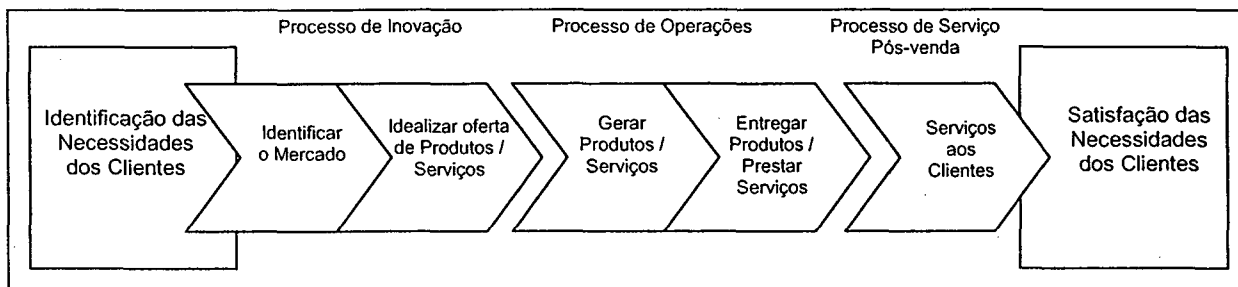 Processo de Inovação
Processo de Operações
Processo de Serviço
Pós-venda
Identificação das
Necessidades
dos Clientes
Identificar
o Mercado
Idealizar oferta
de Produtos /
Serviços
Gerar
Produtos /
Serviços
Entregar
Produtos /
Prestar
Serviços
Serviços
aos
Clientes
Satisfação das
Necessidades
dos Clientes